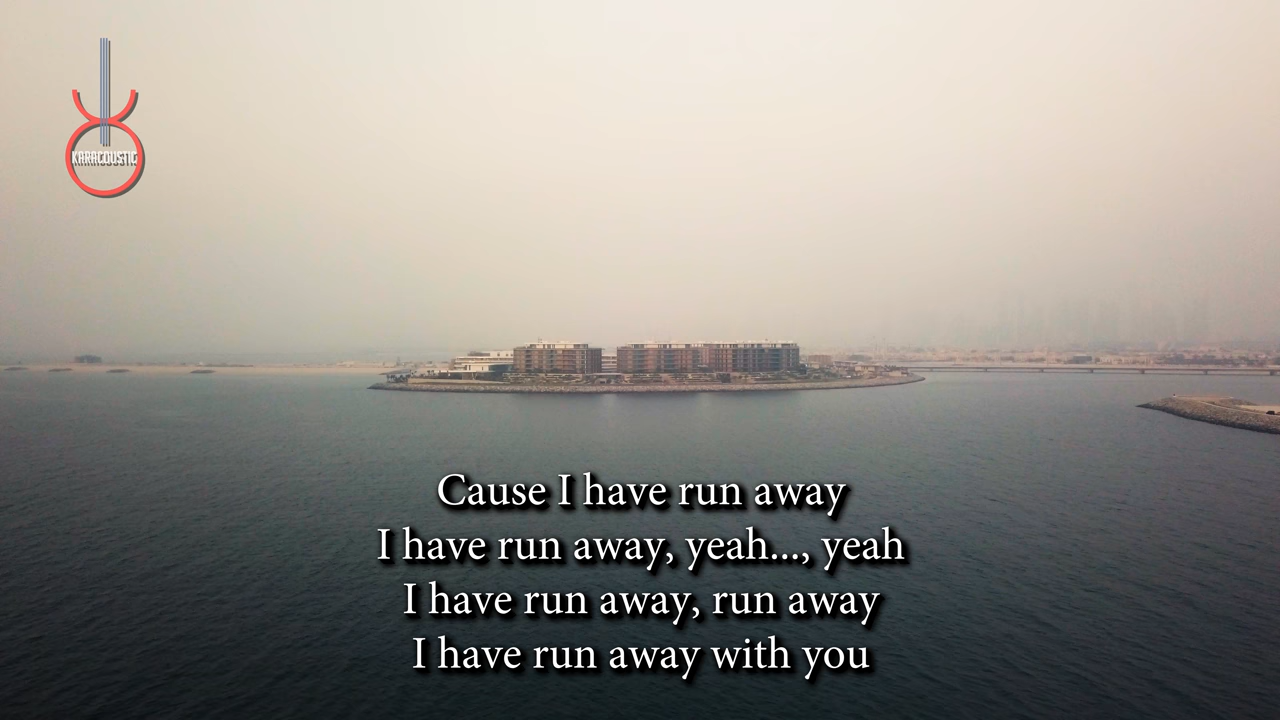 KARACOUSTIC
Cause I have run away
I have run away, yeah..., yeah
I have run away, run away
I have run away with you